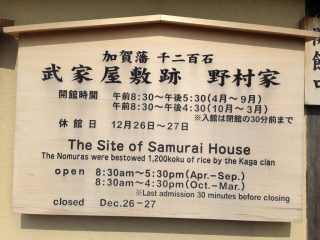 加賀藩 千二百石
武家屋敷跡 野村家
開館時間 午前8:30~午後5:30(4月~9月)
午前8:30~午後4:30(10月~3月)
※入館は閉館の30分前まで
休館日 12月26日~27日
The Site of Samurai House
The Nomuras were bestowed 1,200koku of rice by the Kaga clan
open 8:30am~5:30pm(Apr.-Sep.)
8:30am~4:30pm(Oct.-Mar.)
※Last admission 30 minutes before closing
closed Dec.26-27